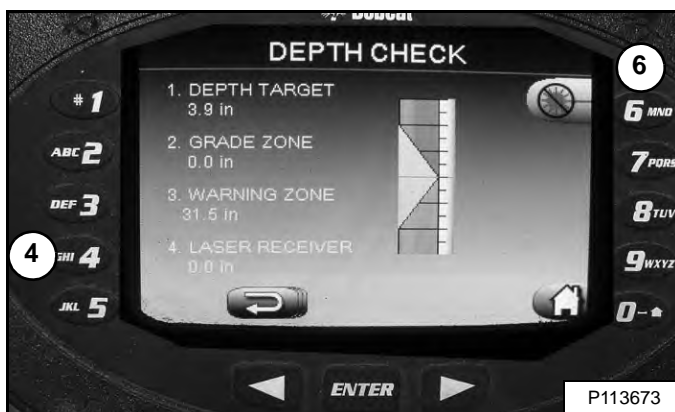 Bobcat
DEPTH CHECK
1. DEPTH TARGET
3.9 in
2. GRADE ZONE
0.0 in
3. WARNING ZONE
31.5 in
4. LASER RECEIVER
0.0 in
# 1
ABC 2
DEF 3
4
GHI 4
JKL 5
6
6 MNO
7 PQRS
8 TUV
9 WXYZ
0-
ENTER
P113673